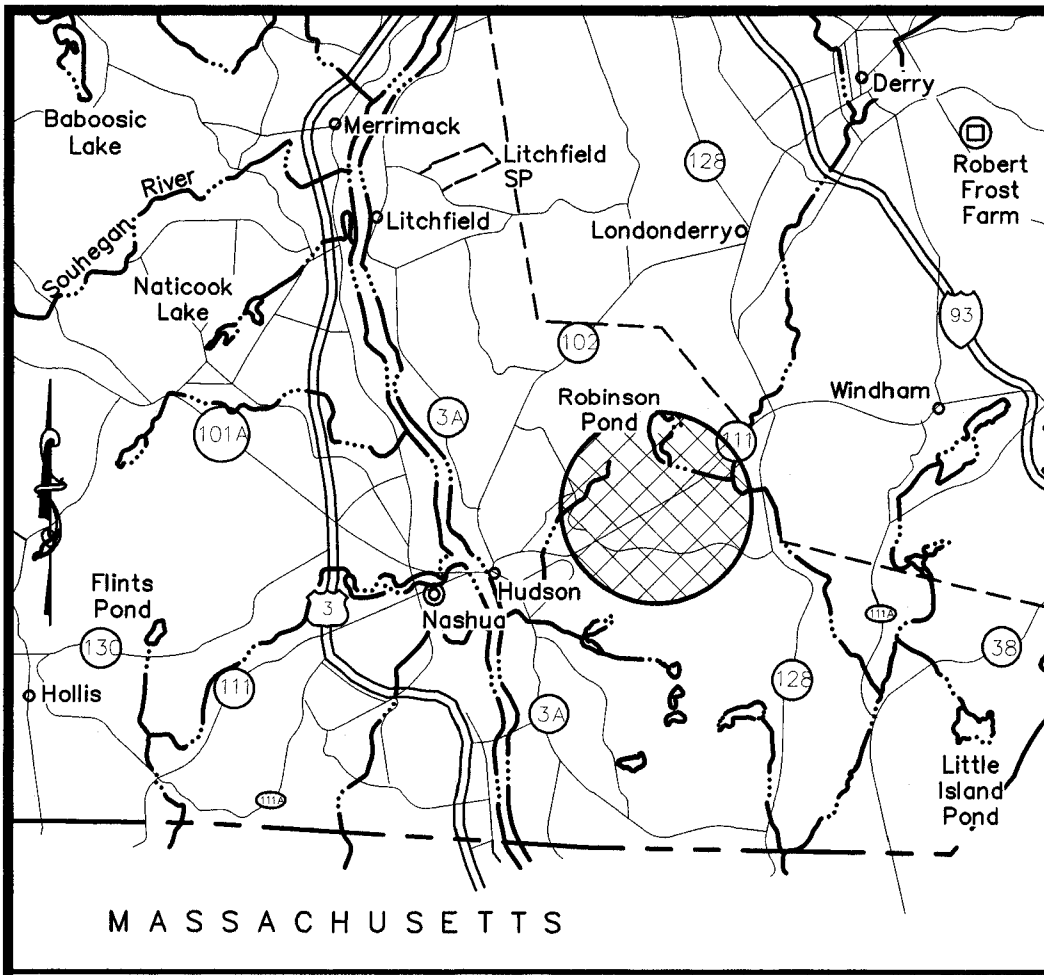 Derry
Baboosic
Lake
Merrimack
128
Litchfield
SP
Robert
Frost
Farm
Souhegan River
Litchfield
Londonderry
Naticook
Lake
93
102
Robinson
Pond
Windham
3A
101A
111
Flints
Pond
Hudson
3
Nashua
111A
130
38
Hollis
111
128
3A
Little
Island
Pond
111A
MASSACHUSETTS